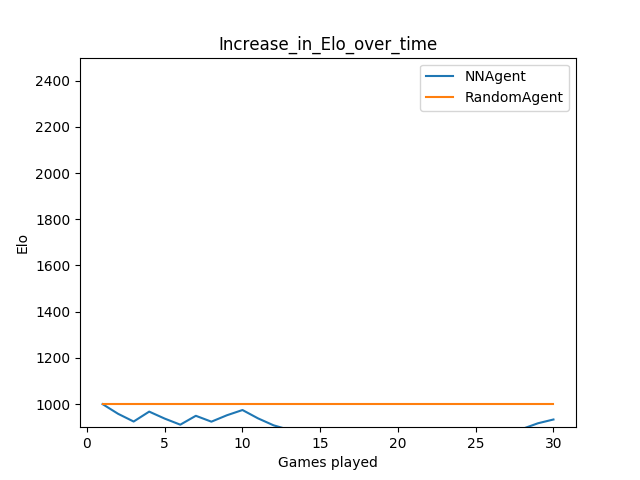 Increase_in_Elo_over_time
NNAgent
RandomAgent
2400
2200
2000
1800
1600
1400
1200
1000
Elo
0 5 10 15 20 25 30
Games played